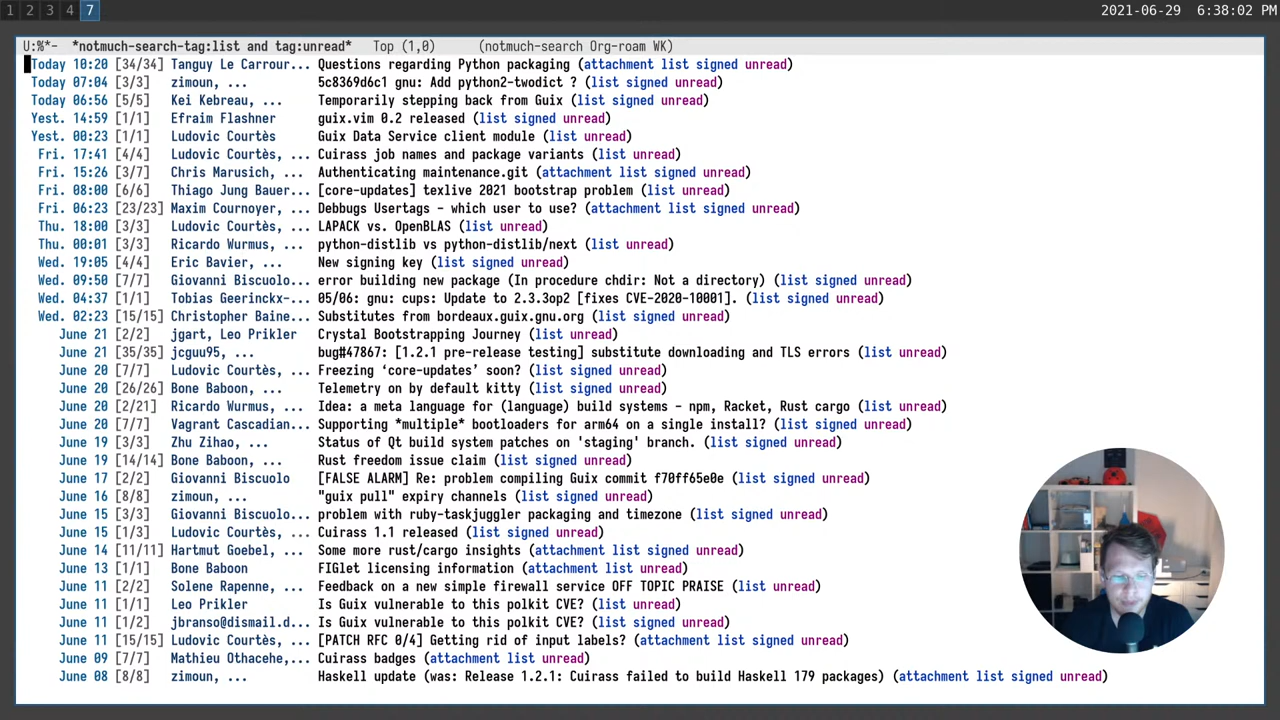 1 2 3 4 7 2021-06-29 6:38:02 PM
U:%*- *notmuch-search-tag:list and tag:unread* Top (1,0) (notmuch-search Org-roam WK)
Today 10:20 [34/34] Tanguy Le Carrour... Questions regarding Python packaging (attachment list signed unread)
Today 07:04 [3/3] zimoun, ... 5c8369d6c1 gnu: Add python2-twodict ? (list signed unread)
Today 06:56 [5/5] Kei Kebreau, ... Temporarily stepping back from Guix (list signed unread)
Yest. 14:59 [1/1] Efraim Flashner guix.vim 0.2 released (list signed unread)
Yest. 00:23 [1/1] Ludovic Courtès Guix Data Service client module (list unread)
Fri. 17:41 [4/4] Ludovic Courtès, ... Cuirass job names and package variants (list unread)
Fri. 15:26 [3/7] Chris Marusich, ... Authenticating maintenance.git (attachment list signed unread)
Fri. 08:00 [6/6] Thiago Jung Bauer... [core-updates] texlive 2021 bootstrap problem (list unread)
Fri. 06:23 [23/23] Maxim Cournoyer, ... Debbugs Usertags - which user to use? (attachment list signed unread)
Thu. 18:00 [3/3] Ludovic Courtès, ... LAPACK vs. OpenBLAS (list unread)
Thu. 00:01 [3/3] Ricardo Wurmus, ... python-distlib vs python-distlib/next (list unread)
Wed. 19:05 [4/4] Eric Bavier, ... New signing key (list signed unread)
Wed. 09:50 [7/7] Giovanni Biscuolo... error building new package (In procedure chdir: Not a directory) (list signed unread)
Wed. 04:37 [1/1] Tobias Geerinckx-... 05/06: gnu: cups: Update to 2.3.3op2 [fixes CVE-2020-10001]. (list signed unread)
Wed. 02:23 [15/15] Christopher Baine... Substitutes from bordeaux.guix.gnu.org (list signed unread)
June 21 [2/2] jgart, Leo Prikler Crystal Bootstrapping Journey (list unread)
June 21 [35/35] jcguu95, ... bug#47867: [1.2.1 pre-release testing] substitute downloading and TLS errors (list unread)
June 20 [7/7] Ludovic Courtès, ... Freezing ‘core-updates’ soon? (list signed unread)
June 20 [26/26] Bone Baboon, ... Telemetry on by default kitty (list signed unread)
June 20 [2/21] Ricardo Wurmus, ... Idea: a meta language for (language) build systems - npm, Racket, Rust cargo (list signed unread)
June 20 [7/7] Vagrant Cascadian... Supporting *multiple* bootloaders for arm64 on a single install? (list signed unread)
June 19 [3/3] Zhu Zihao, ... Status of Qt build system patches on 'staging' branch. (list signed unread)
June 19 [14/14] Bone Baboon, ... Rust freedom issue claim (list signed unread)
June 17 [2/2] Giovanni Biscuolo [FALSE ALARM] Re: problem compiling Guix commit f70ff65e0e (list signed unread)
June 16 [8/8] zimoun, ... "guix pull" expiry channels (list signed unread)
June 15 [3/3] Giovanni Biscuolo... problem with ruby-taskjuggler packaging and timezone (list signed unread)
June 15 [1/3] Ludovic Courtès, ... Cuirass 1.1 released (list signed unread)
June 14 [11/11] Hartmut Goebel, ... Some more rust/cargo insights (attachment list signed unread)
June 13 [1/1] Bone Baboon FIGlet licensing information (attachment list unread)
June 11 [2/2] Solene Rapenne, ... Feedback on a new simple firewall service OFF TOPIC PRAISE (list unread)
June 11 [1/1] Leo Prikler Is Guix vulnerable to this polkit CVE? (list unread)
June 11 [1/2] jbranso@dismail.d... Is Guix vulnerable to this polkit CVE? (list signed unread)
June 11 [15/15] Ludovic Courtès, ... [PATCH RFC 0/4] Getting rid of input labels? (attachment list signed unread)
June 09 [7/7] Mathieu Othacehe,... Cuirass badges (attachment list unread)
June 08 [8/8] zimoun, ... Haskell update (was: Release 1.2.1: Cuirass failed to build Haskell 179 packages) (attachment list signed unread)